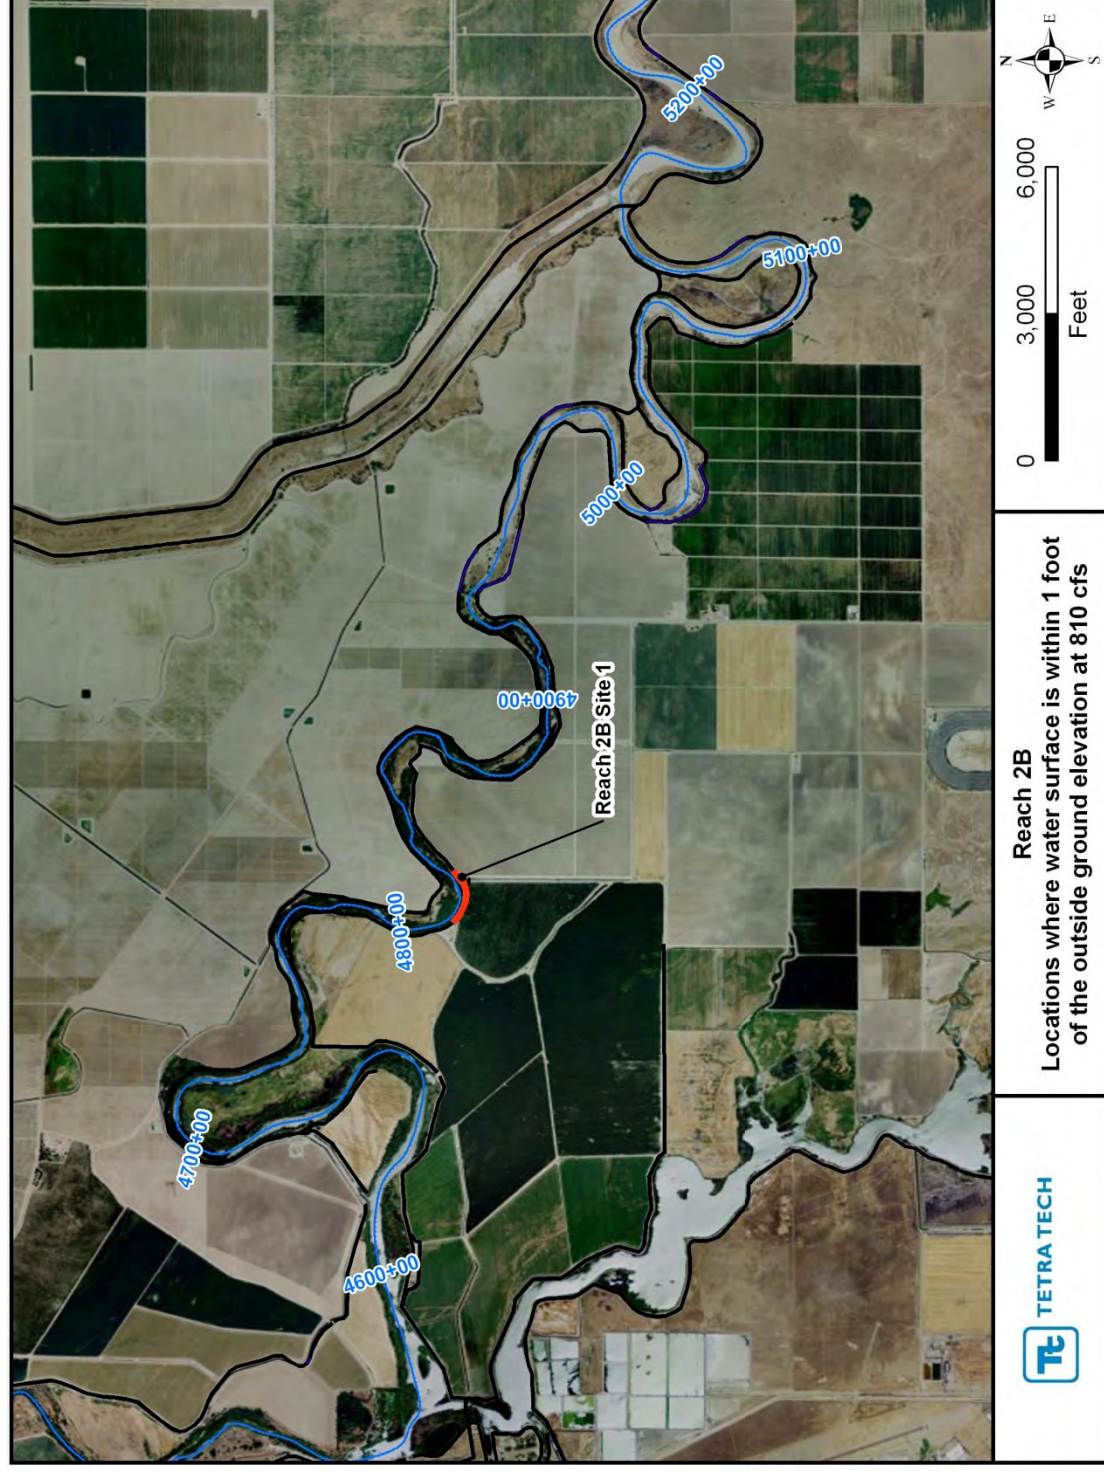 4600+00
4700+00
4800+00
4900+00
5000+00
5100+00
5200+00
Reach 2B Site 1
TETRA TECH
Tt
Reach 2B
Locations where water surface is within 1 foot
of the outside ground elevation at 810 cfs
0 3,000 6,000
Feet
N
W E
S